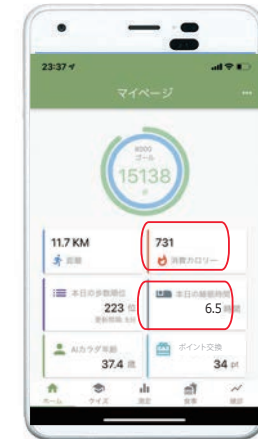 23:37
マイページ
8000
ゴール
15138
歩
11.7 KM
距離
731
消費カロリー
本日の歩数順位
223 位
本日の睡眠時間
6.5 時間
AIカラダ年齢
37.4 歳
ポイント交換
34 pt
ホーム クイズ 測定 食事 健診